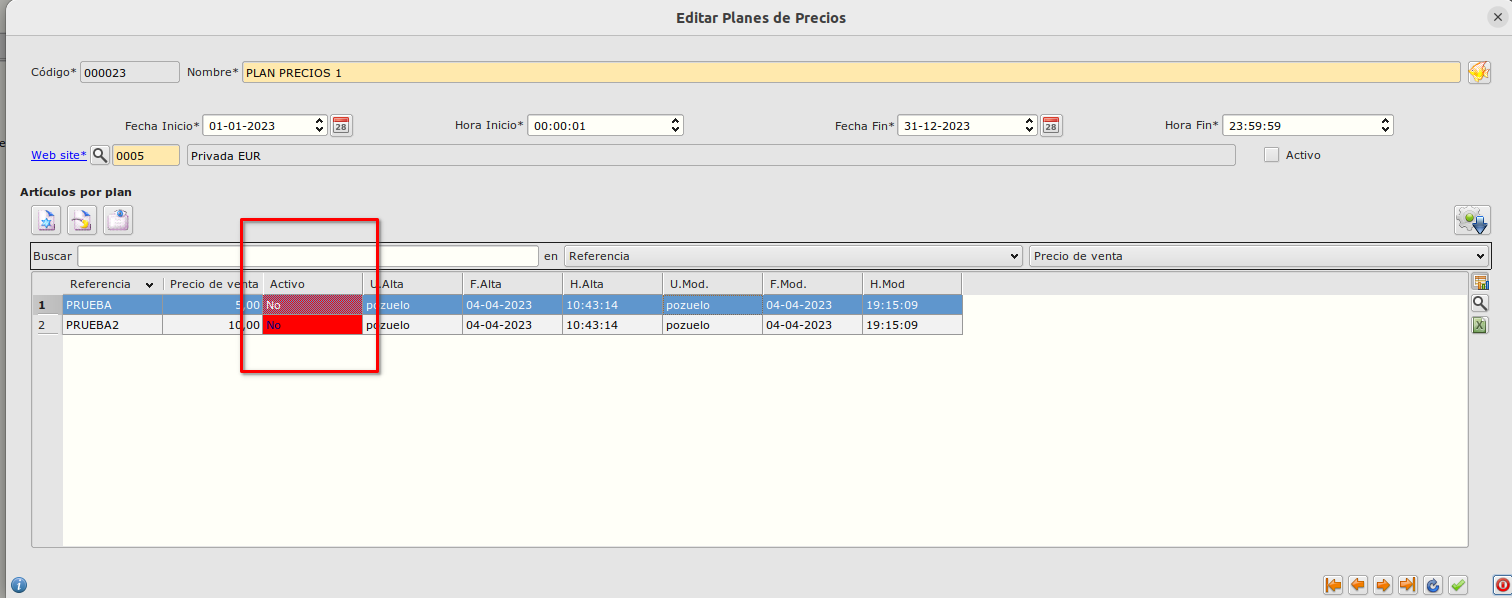 Editar Planes de Precios
Código* 000023 Nombre* PLAN PRECIOS 1
Fecha Inicio* 01-01-2023 28 Hora Inicio* 00:00:01 Fecha Fin* 31-12-2023 28 Hora Fin* 23:59:59
Web site* 0005 Privada EUR Activo
Artículos por plan
Buscar en Referencia Precio de venta
Referencia Precio de venta Activo U.Alta F.Alta H.Alta U.Mod. F.Mod. H.Mod
1 PRUEBA 5,00 No pozuelo 04-04-2023 10:43:14 pozuelo 04-04-2023 19:15:09
2 PRUEBA2 10,00 No pozuelo 04-04-2023 10:43:14 pozuelo 04-04-2023 19:15:09